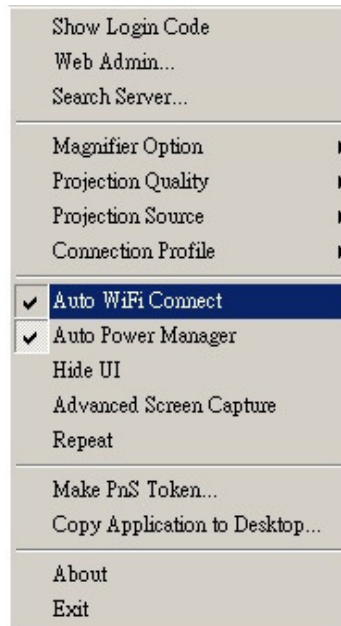 Show Login Code
Web Admin...
Search Server...
Magnifier Option
Projection Quality
Projection Source
Connection Profile
Auto WiFi Connect
Auto Power Manager
Hide UI
Advanced Screen Capture
Repeat
Make PnS Token...
Copy Application to Desktop...
About
Exit